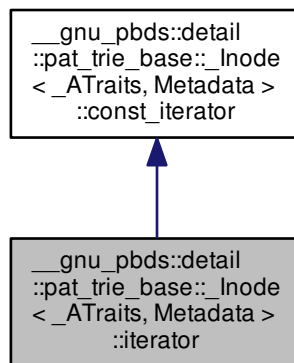 __gnu_pbds::detail
::pat_trie_base::_Inode
< _ATraits, Metadata >
::const_iterator
__gnu_pbds::detail
::pat_trie_base::_Inode
< _ATraits, Metadata >
::iterator